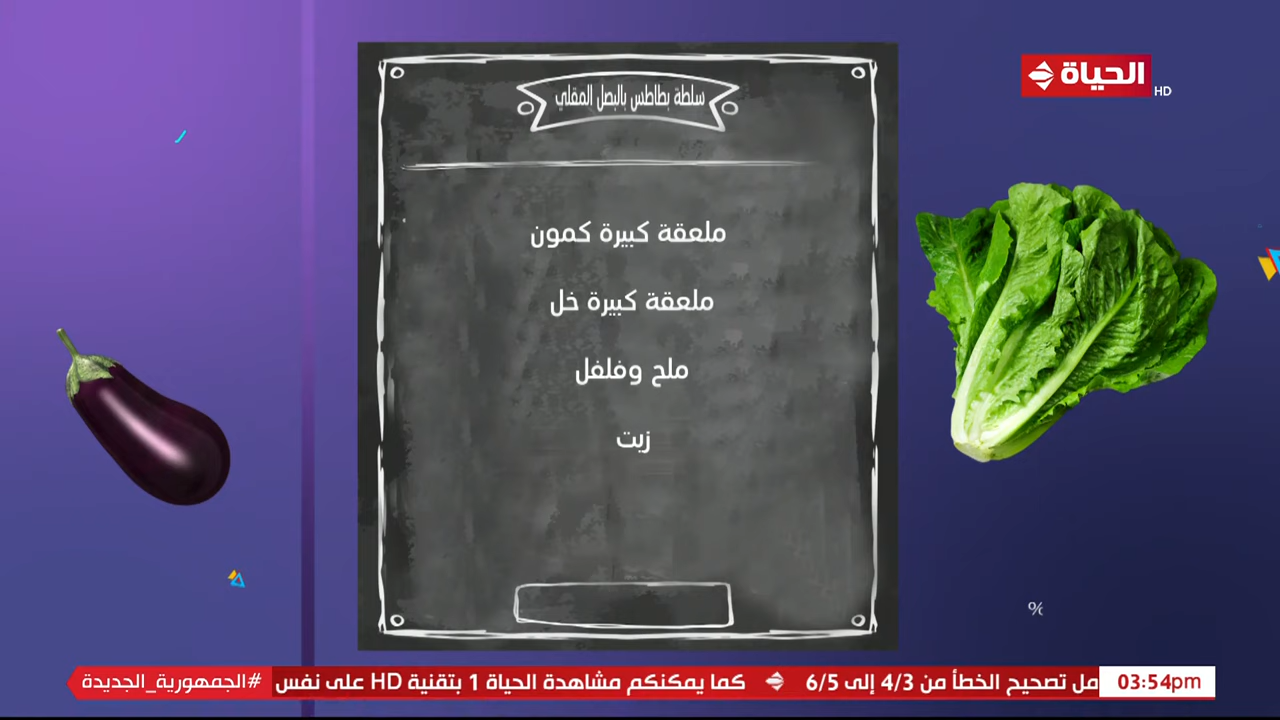 الحياة
HD
سلطة بطاطس بالبصل المقلي
ملعقة كبيرة كمون
ملعقة كبيرة خل
ملح وفلفل
زيت
%
03:54pm
مل تصحيح الخطأ من 4/3 إلى 6/5
كما يمكنكم مشاهدة الحياة 1 بتقنية HD على نفس
#الجمهورية_الجديدة